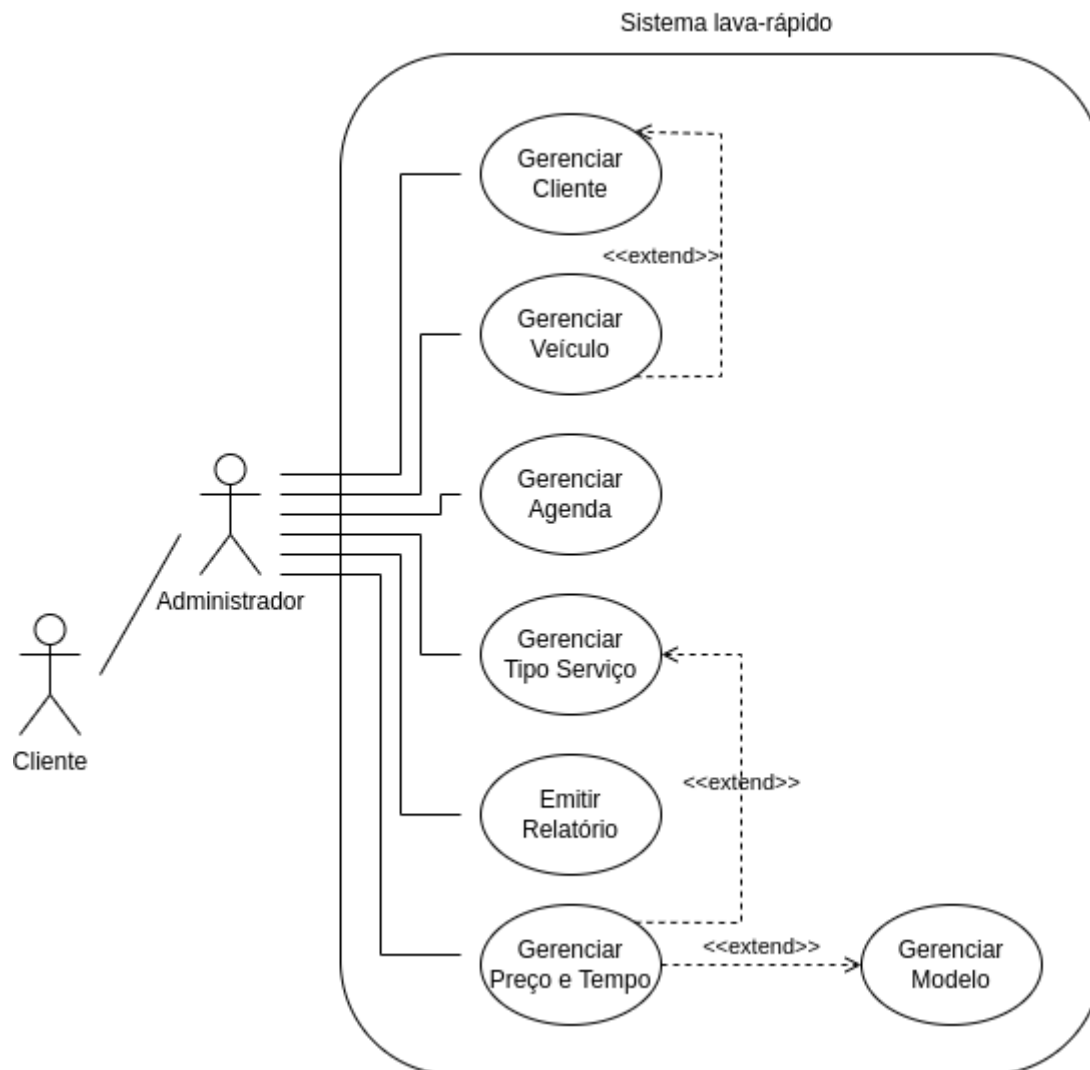 Sistema lava-rápido
Gerenciar
Cliente
<<extend>>
Gerenciar
Veículo
Gerenciar
Agenda
Administrador
Gerenciar
Tipo Serviço
Cliente
<<extend>>
Emitir
Relatório
Gerenciar
Preço e Tempo
<<extend>>
Gerenciar
Modelo